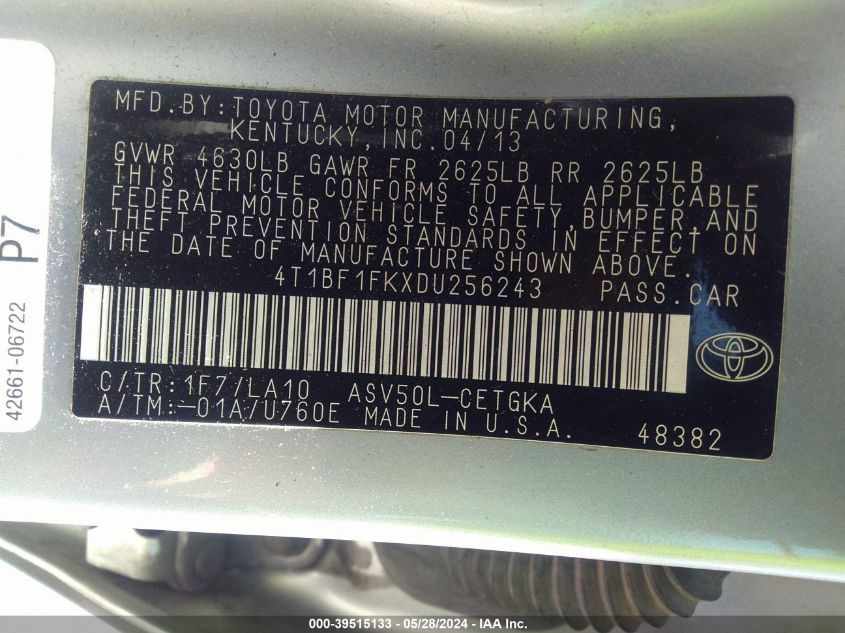 MFD.BY:TOYOTA MOTOR MANUFACTURING,
KENTUCKY,INC.04/13
GVWR 4630LB GAWR FR 2625LB RR 2625LB
THIS VEHICLE CONFORMS TO ALL APPLICABLE
FEDERAL MOTOR VEHICLE SAFETY,BUMPER,AND
THEFT PREVENTION STANDARDS IN EFFECT ON
THE DATE OF MANUFACTURE SHOWN ABOVE.
4T1BF1FKXDU256243 PASS.CAR
C/TR:1F7/LA10 ASV50L-CETGKA
A/TM:-01A/U760E MADE IN U.S.A. 48382
42661-06722 P7
000-39515133 - 05/28/2024 - IAA Inc.